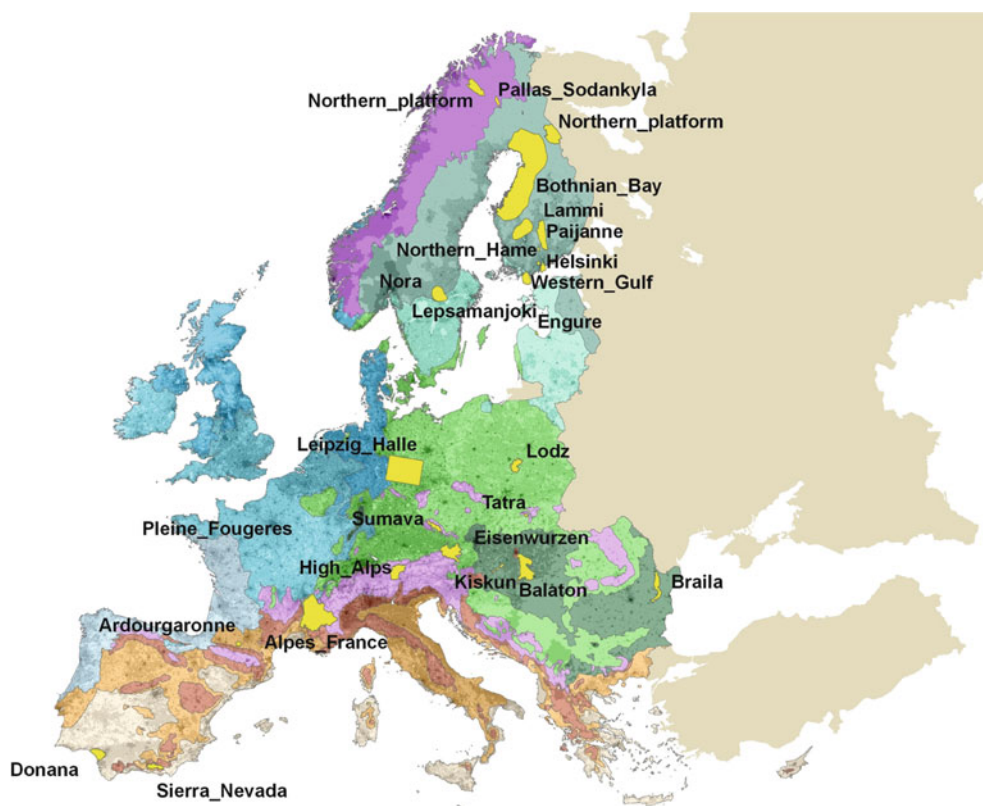 Northern_platform
Pallas_Sodankyla
Northern_platform
Bothnian_Bay
Lammi
Paijanne
Northern_Hame
Helsinki
Nora
Western_Gulf
Lepsamanjoki
Engure
Leipzig_Halle
Lodz
Tatra
Sumava
Pleine_Fougeres
Eisenwurzen
High_Alps
Kiskun
Balaton
Braila
Ardourgaronne
Alpes_France
Donana
Sierra_Nevada